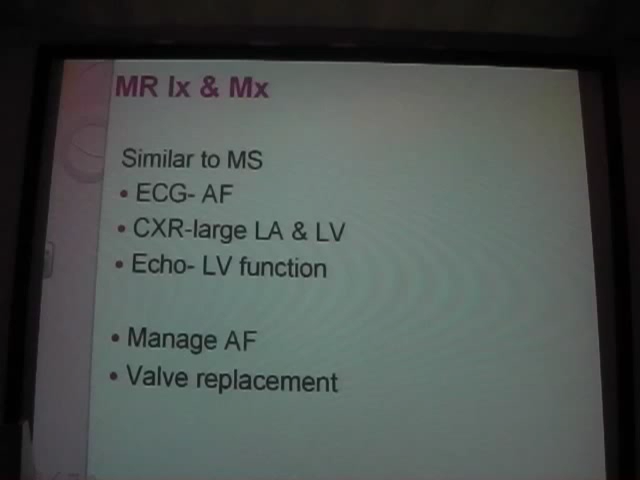 MR Ix & Mx
Similar to MS
• ECG- AF
• CXR-large LA & LV
• Echo- LV function
• Manage AF
• Valve replacement